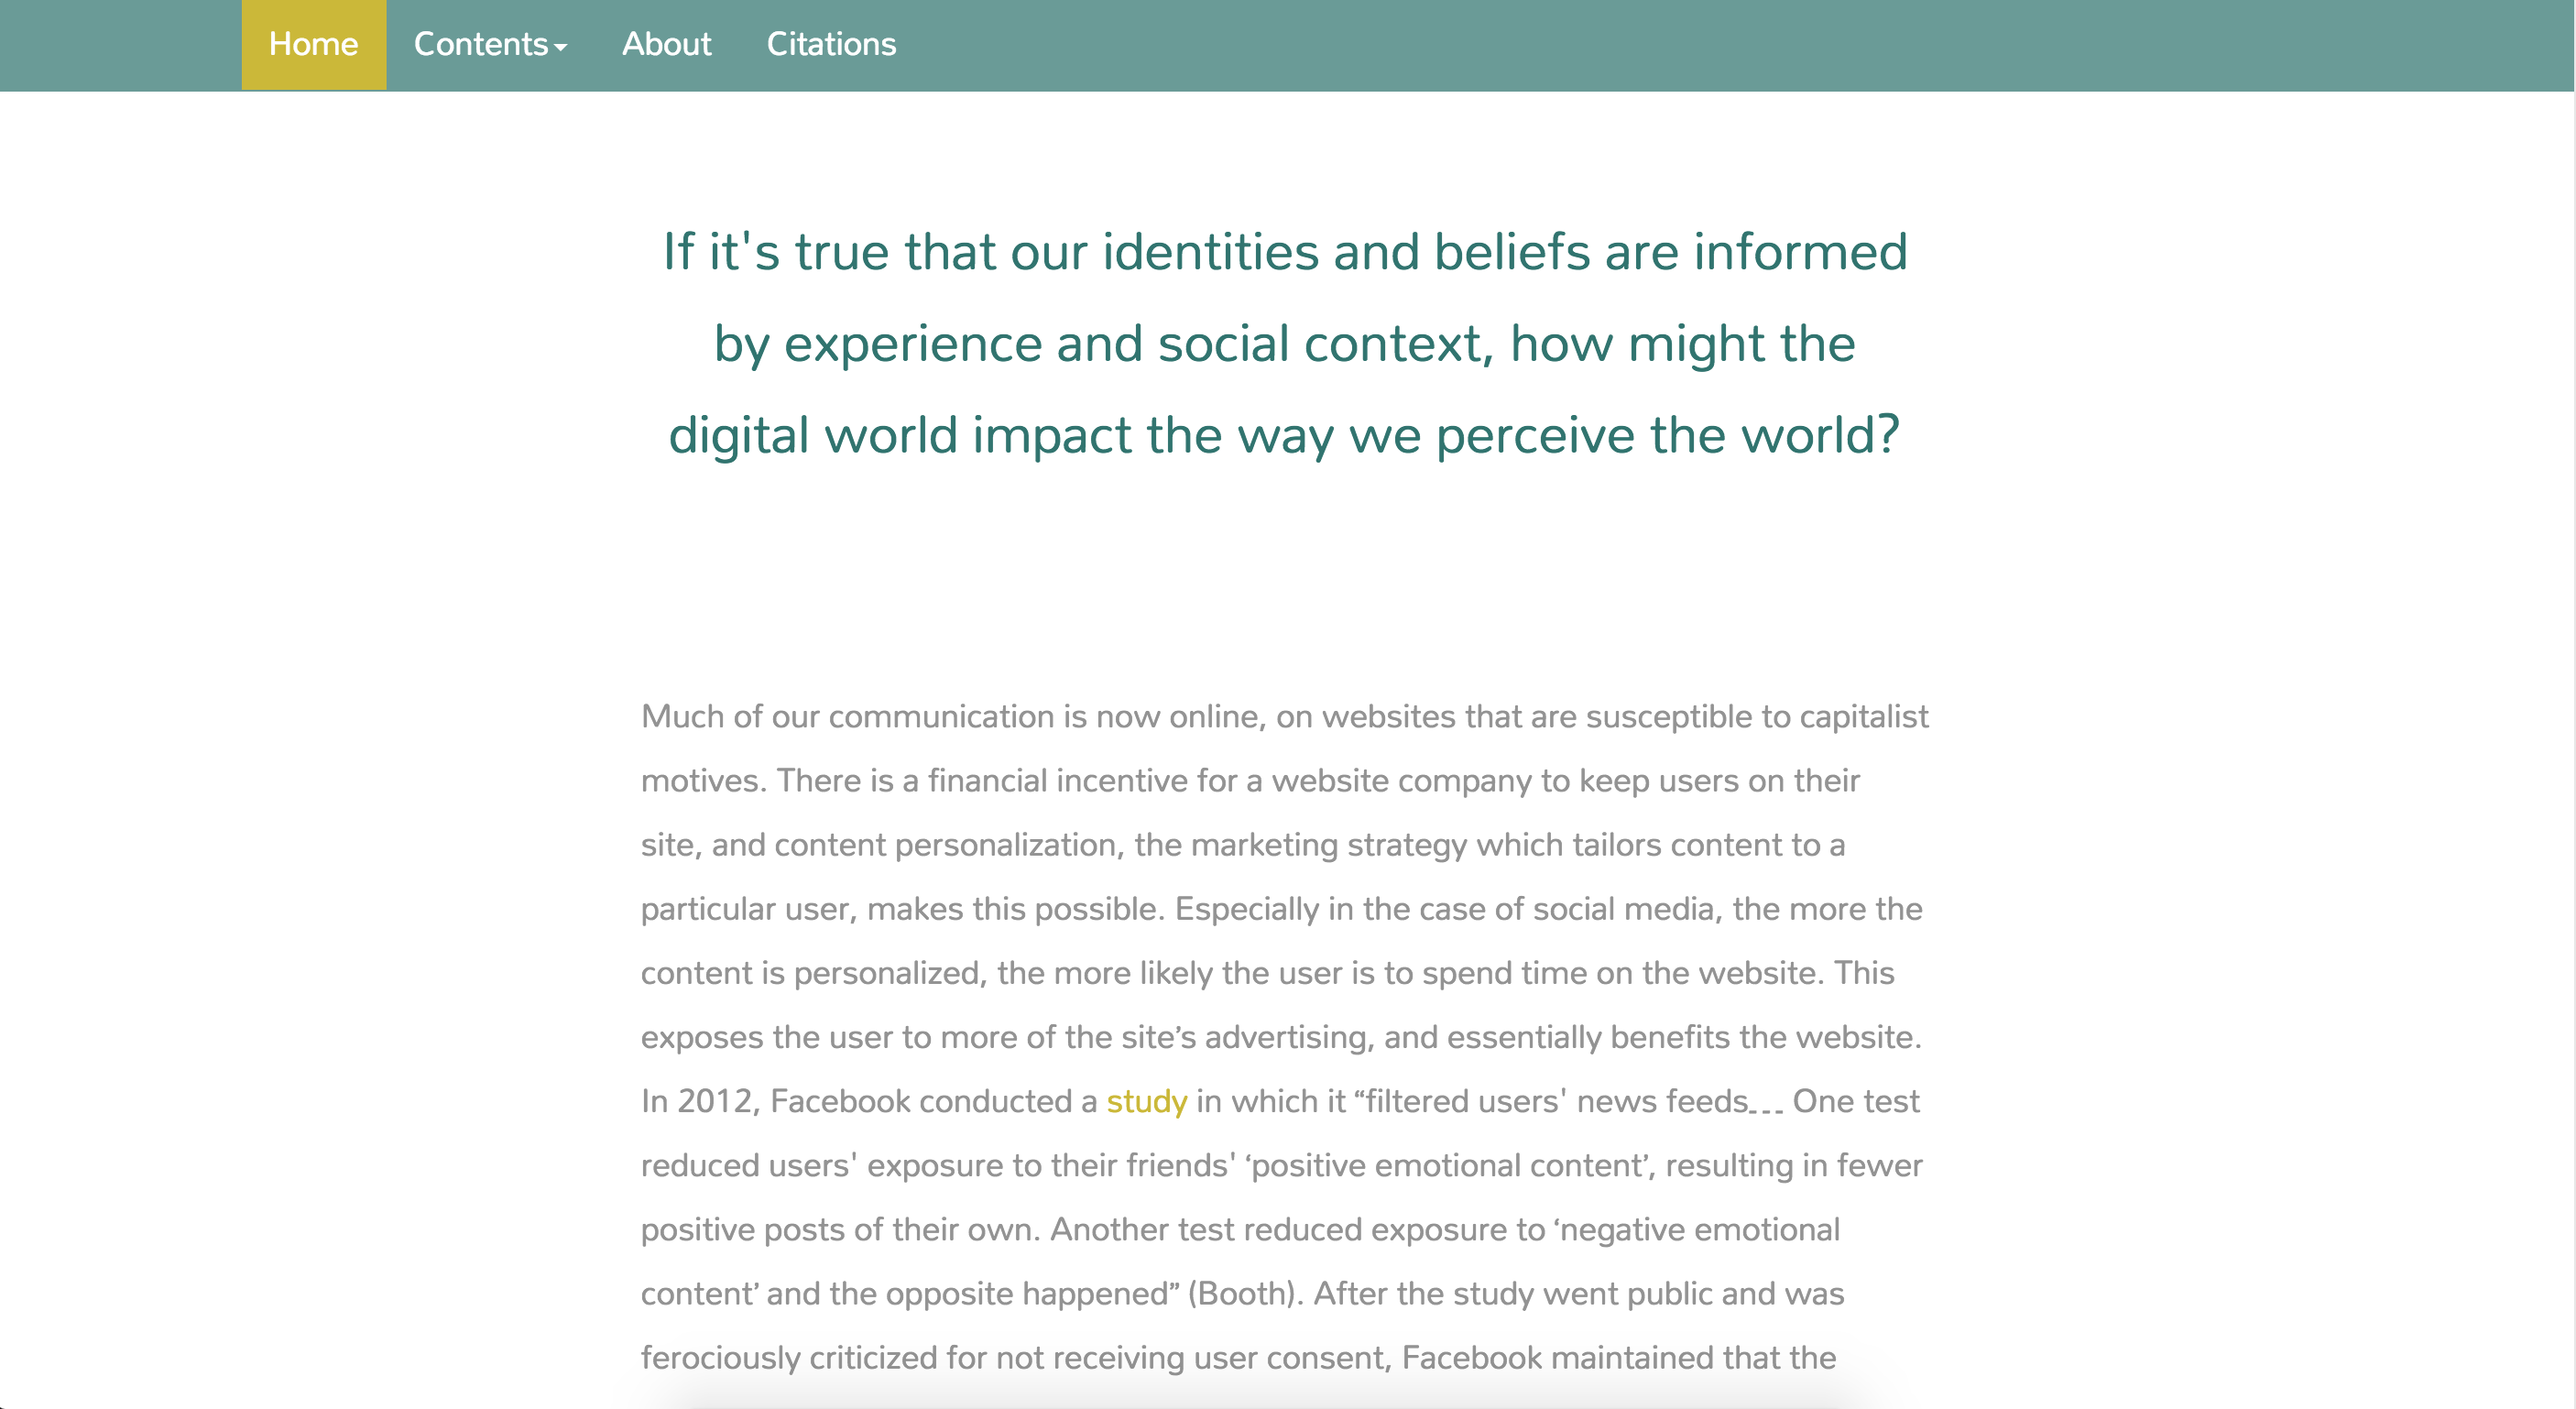 Home Contents About Citations
If it's true that our identities and beliefs are informed
by experience and social context, how might the
digital world impact the way we perceive the world?
Much of our communication is now online, on websites that are susceptible to capitalist
motives. There is a financial incentive for a website company to keep users on their
site, and content personalization, the marketing strategy which tailors content to a
particular user, makes this possible. Especially in the case of social media, the more the
content is personalized, the more likely the user is to spend time on the website. This
exposes the user to more of the site’s advertising, and essentially benefits the website.
In 2012, Facebook conducted a study in which it “filtered users' news feeds… One test
reduced users' exposure to their friends' ‘positive emotional content’, resulting in fewer
positive posts of their own. Another test reduced exposure to ‘negative emotional
content’ and the opposite happened” (Booth). After the study went public and was
ferociously criticized for not receiving user consent, Facebook maintained that the